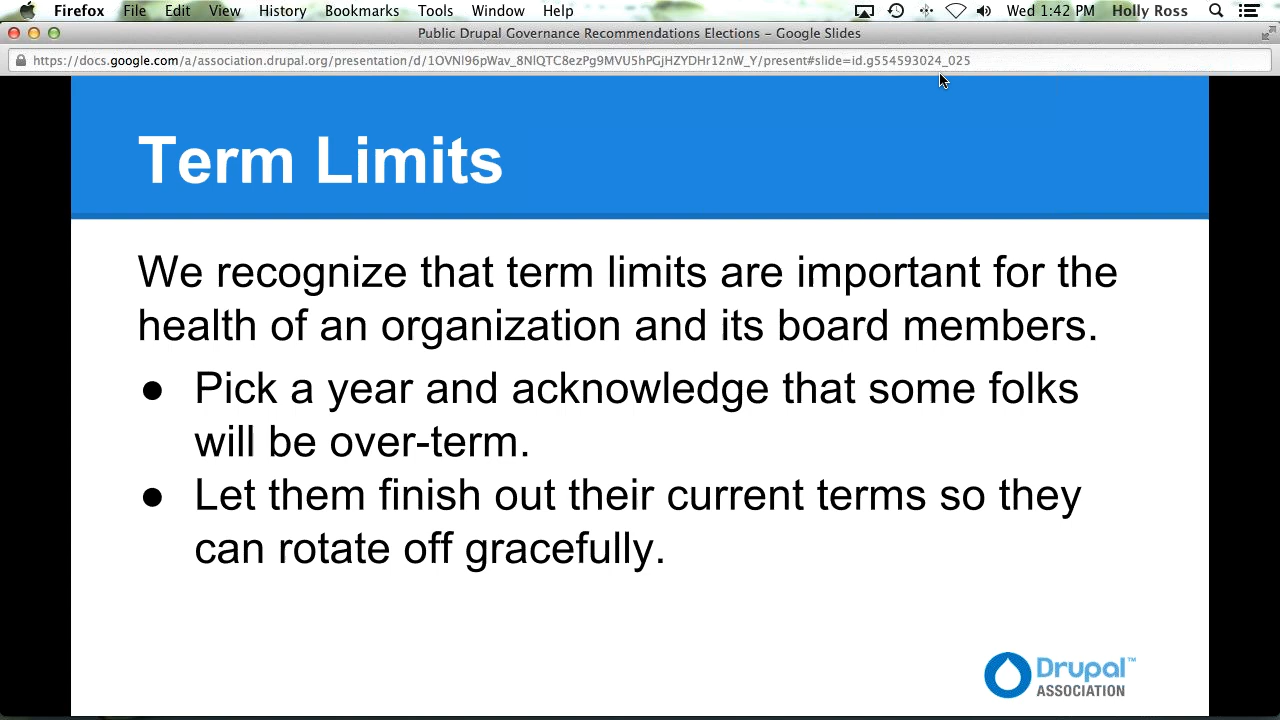 Firefox File Edit View History Bookmarks Tools Window Help Wed 1:42 PM Holly Ross
Public Drupal Governance Recommendations Elections – Google Slides
https://docs.google.com/a/association.drupal.org/presentation/d/1OVNl96pWav_8NlQTC8ezPg9MVU5hPGjHZYDHr12nW_Y/present#slide=id.g554593024_025
Term Limits
We recognize that term limits are important for the
health of an organization and its board members.
● Pick a year and acknowledge that some folks
will be over-term.
● Let them finish out their current terms so they
can rotate off gracefully.
Drupal™
ASSOCIATION